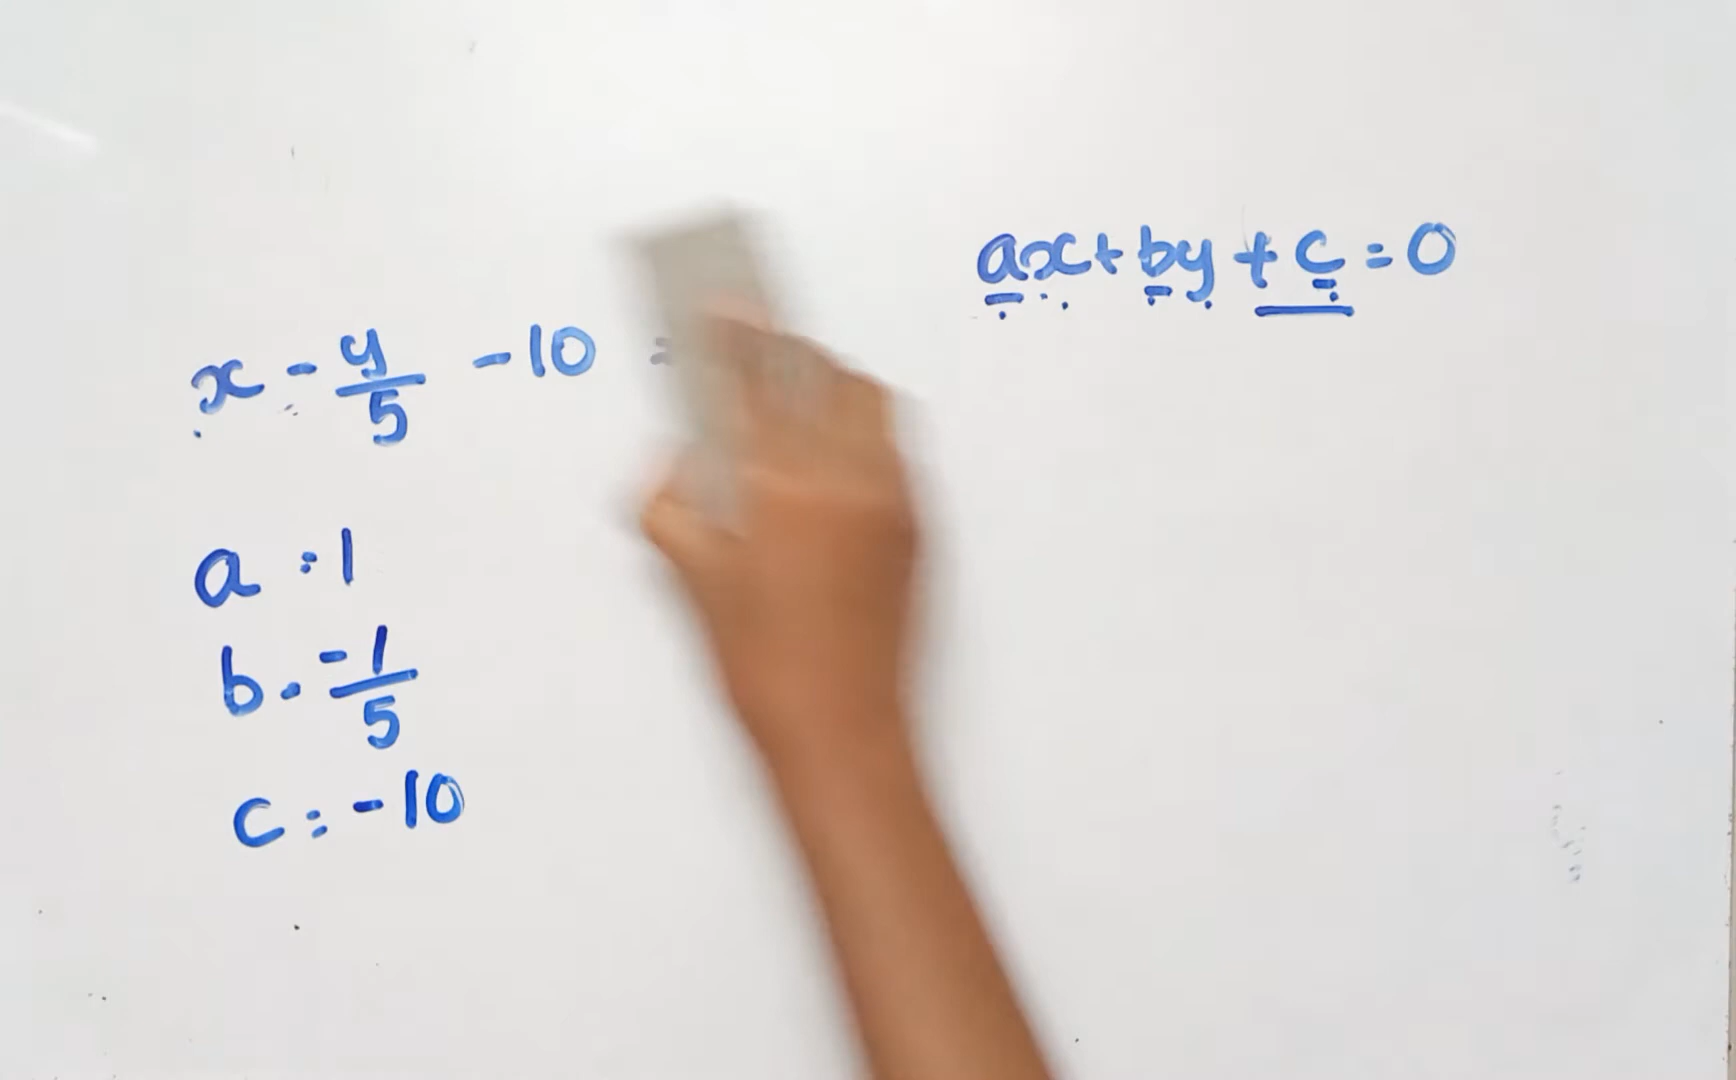 ax + by + c = 0
x - y/5 - 10 =
a = 1
b = -1/5
c = -10